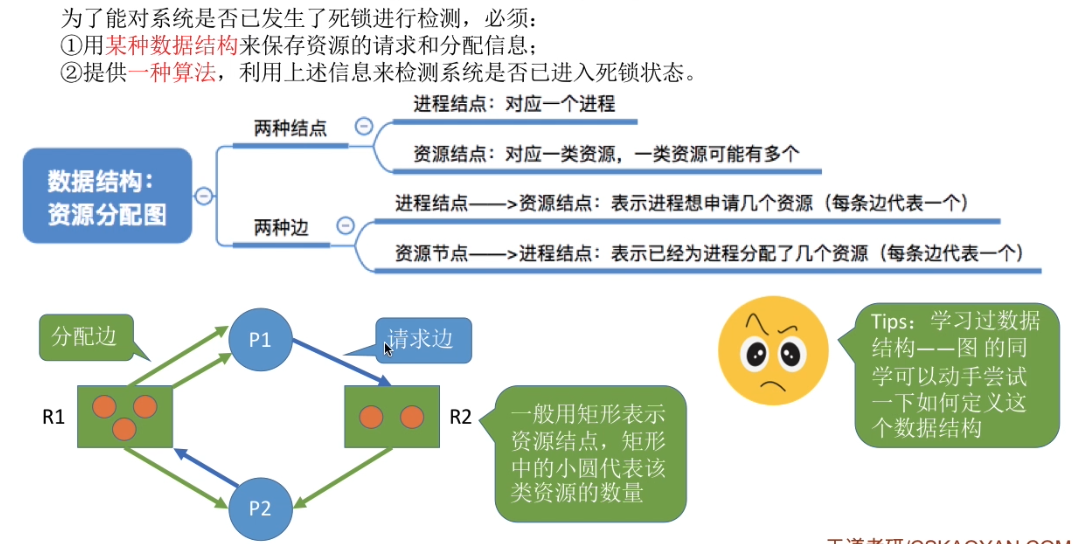 为了能对系统是否已发生了死锁进行检测，必须：
①用某种数据结构来保存资源的请求和分配信息；
②提供一种算法，利用上述信息来检测系统是否已进入死锁状态。
进程结点：对应一个进程
两种结点
资源结点：对应一类资源，一类资源可能有多个
数据结构：
资源分配图
进程结点——>资源结点：表示进程想申请几个资源（每条边代表一个）
两种边
资源节点——>进程结点：表示已经为进程分配了几个资源（每条边代表一个）
分配边
P1
请求边
R1
R2
一般用矩形表示
资源结点，矩形
中的小圆代表该
类资源的数量
P2
Tips：学习过数据
结构——图 的同
学可以动手尝试
一下如何定义这
个数据结构